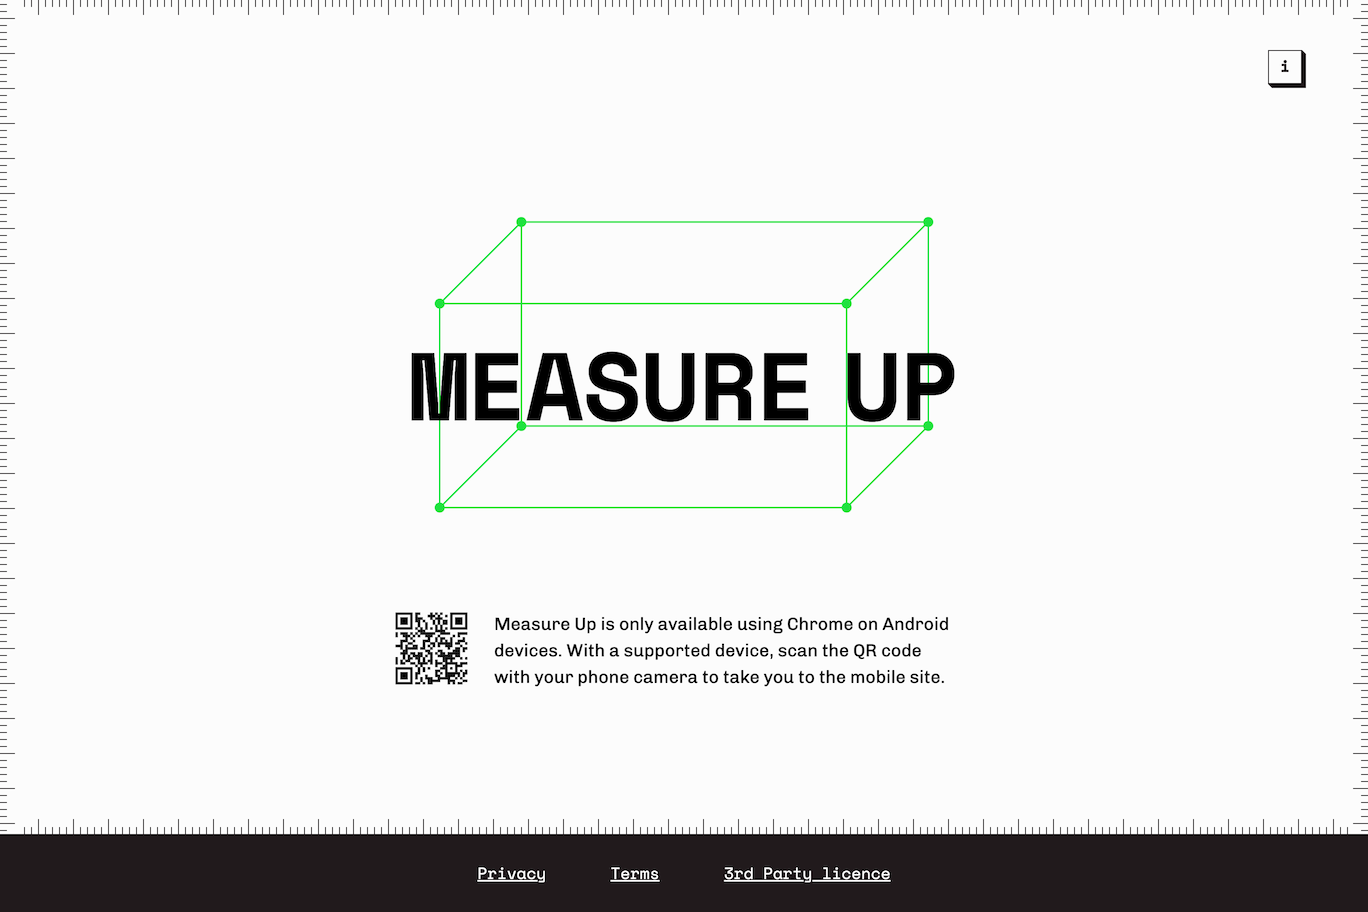 i
MEASURE UP
Measure Up is only available using Chrome on Android
devices. With a supported device, scan the QR code
with your phone camera to take you to the mobile site.
Privacy Terms 3rd Party licence